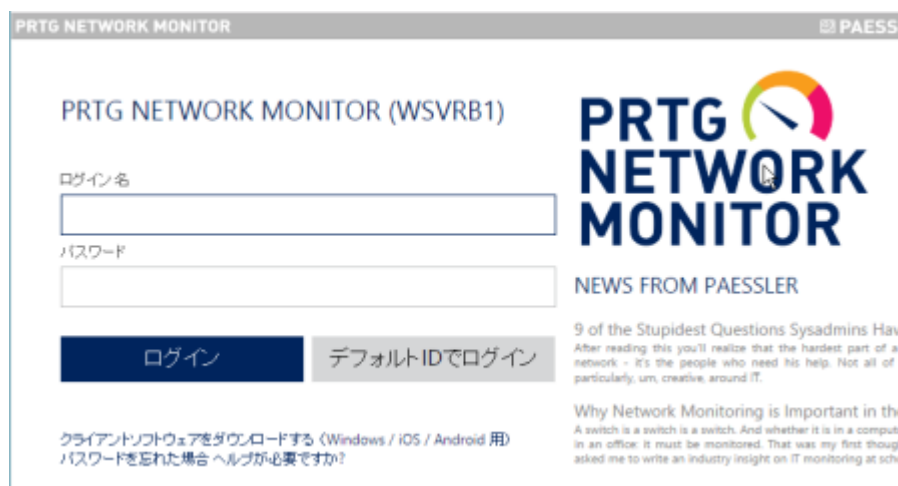 PRTG NETWORK MONITOR
PAESS
PRTG NETWORK MONITOR (WSVRB1)
ログイン名
パスワード
ログイン
デフォルトIDでログイン
クライアントソフトウェアをダウンロードする (Windows / iOS / Android 用)
パスワードを忘れた場合 ヘルプが必要ですか?
PRTG
NETWORK
MONITOR
NEWS FROM PAESSLER
9 of the Stupidest Questions Sysadmins Hav
After reading this you'll realize that the hardest part of a
network - it's the people who need his help. Not all of
particularly, um, creative, around IT.
Why Network Monitoring is Important in the
A switch is a switch is a switch. And whether it is in a comput
in an office: it must be monitored. That was my first thoug
asked me to write an industry insight on IT monitoring at scho